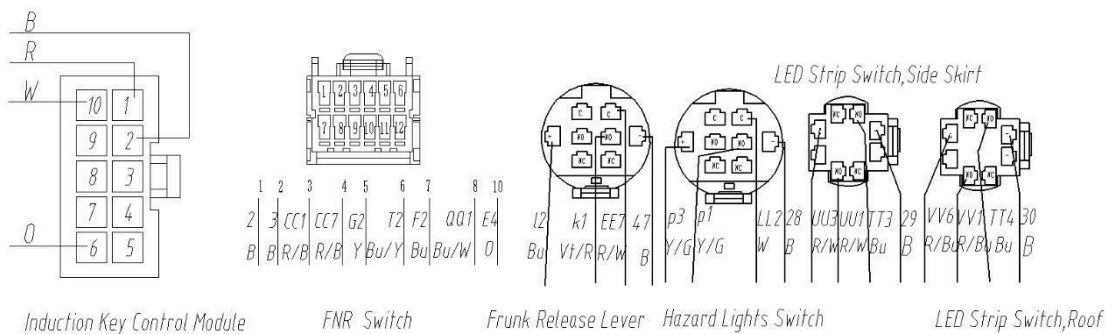 B
R
W
O
10 1
9 2
8 3
7 4
6 5
Induction Key Control Module
1 2 3 4 5 6
7 8 9 10 11 12
1 2 3 4 5 6 7 8 10
2 3 CC1 CC7 G2 T2 F2 QQ1 E4
B B R/B R/B Y Bu/Y Bu Bu/W O
FNR Switch
C C
+ NO -
NC NC
l2 k1 EE7 47
Bu Vt/R R/W B
Frunk Release Lever
C C
+ NO -
NC NC
p3 p1 LL2 28
Y/G Y/G W B
Hazard Lights Switch
LED Strip Switch,Side Skirt
NO NO
NC NC
UU3 UU1 TT3 29
R/W R/W Bu B
NO NO
NC NC
VV6 VV1 TT4 30
R/Bu R/Bu Bu B
LED Strip Switch,Roof